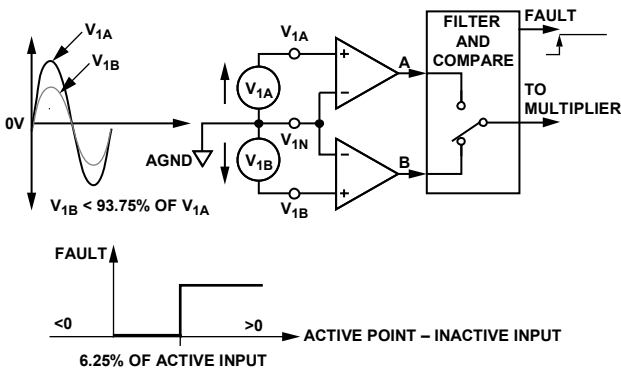 V1A
V1B
0V
V1B < 93.75% OF V1A
V1A
V1A
V1N
AGND
V1B
V1B
+
−
−
+
A
B
FILTER
AND
COMPARE
FAULT
TO
MULTIPLIER
FAULT
<0
>0
ACTIVE POINT – INACTIVE INPUT
6.25% OF ACTIVE INPUT